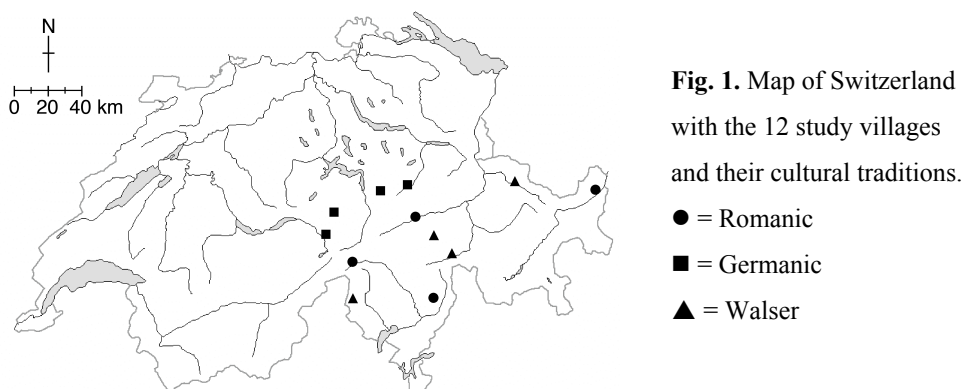 N
0 20 40 km
Fig. 1. Map of Switzerland
with the 12 study villages
and their cultural traditions.
● = Romanic
■ = Germanic
▲ = Walser